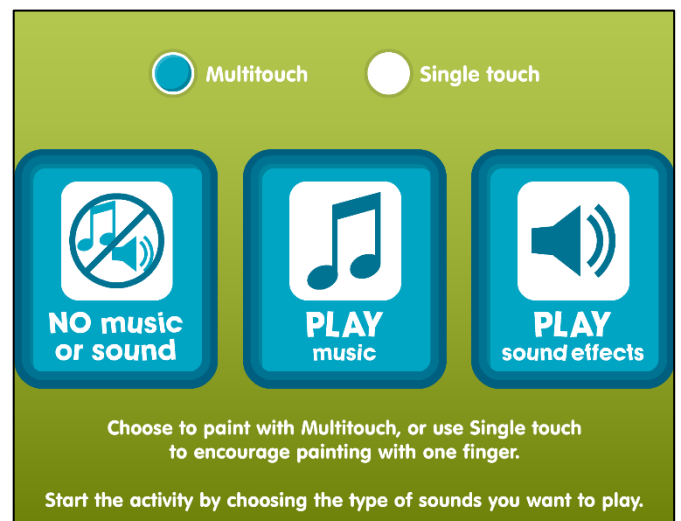 Multitouch Single touch
NO music
or sound
PLAY
music
PLAY
sound effects
Choose to paint with Multitouch, or use Single touch
to encourage painting with one finger.
Start the activity by choosing the type of sounds you want to play.